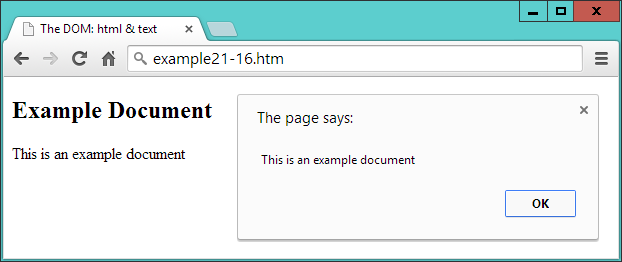 The DOM: html & text
example21-16.htm
Example Document
This is an example document
The page says:
This is an example document
OK